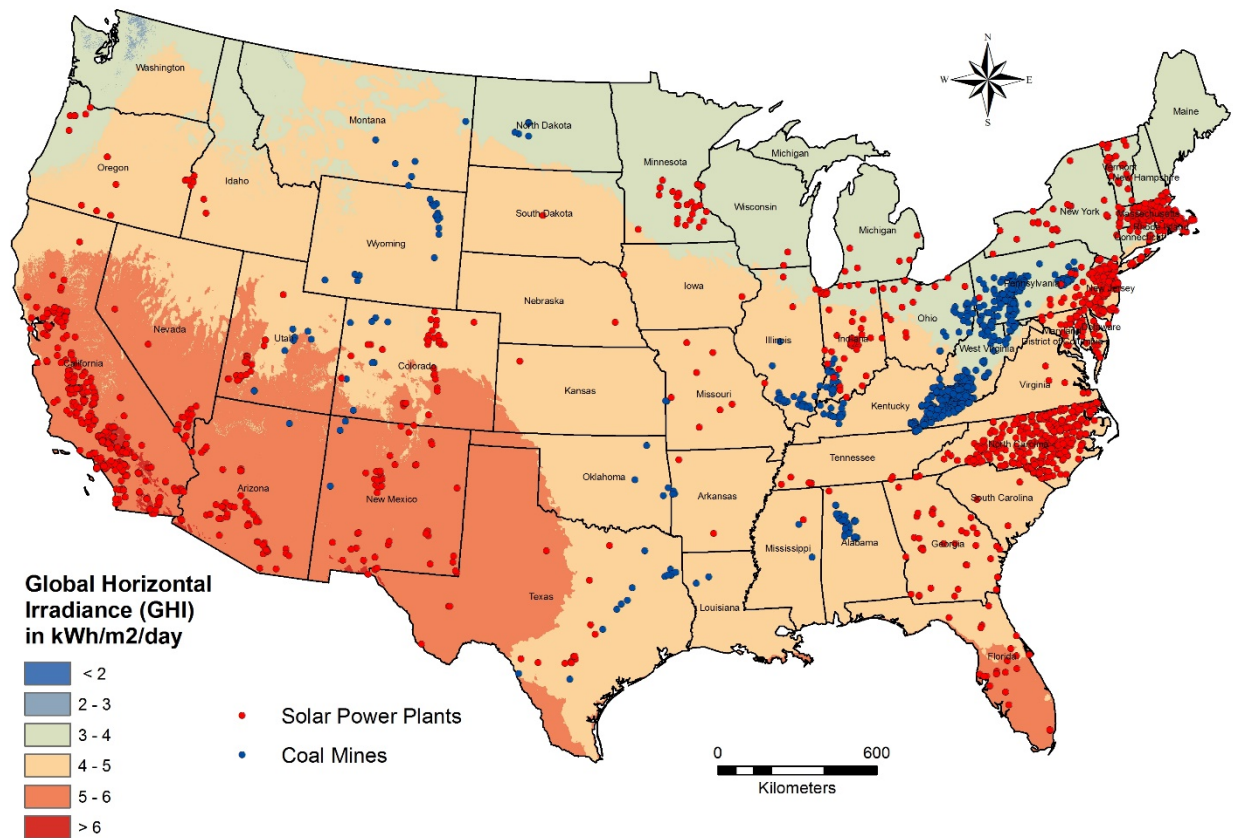 N
W
E
S
Washington
Maine
Montana
North Dakota
Minnesota
Michigan
Vermont
New Hampshire
Oregon
Idaho
Wisconsin
South Dakota
New York
Massachusetts
Michigan
Connecticut
Wyoming
Iowa
Pennsylvania
Nebraska
New Jersey
Nevada
Ohio
Utah
Illinois
Indiana
Maryland
Delaware
District of Columbia
California
Colorado
West Virginia
Kansas
Missouri
Virginia
Kentucky
North Carolina
Tennessee
Oklahoma
Arizona
New Mexico
Arkansas
South Carolina
Mississippi
Alabama
Georgia
Texas
Louisiana
Florida
Global Horizontal
Irradiance (GHI)
in kWh/m2/day
< 2
2 - 3
3 - 4
4 - 5
5 - 6
> 6
Solar Power Plants
Coal Mines
0
600
Kilometers